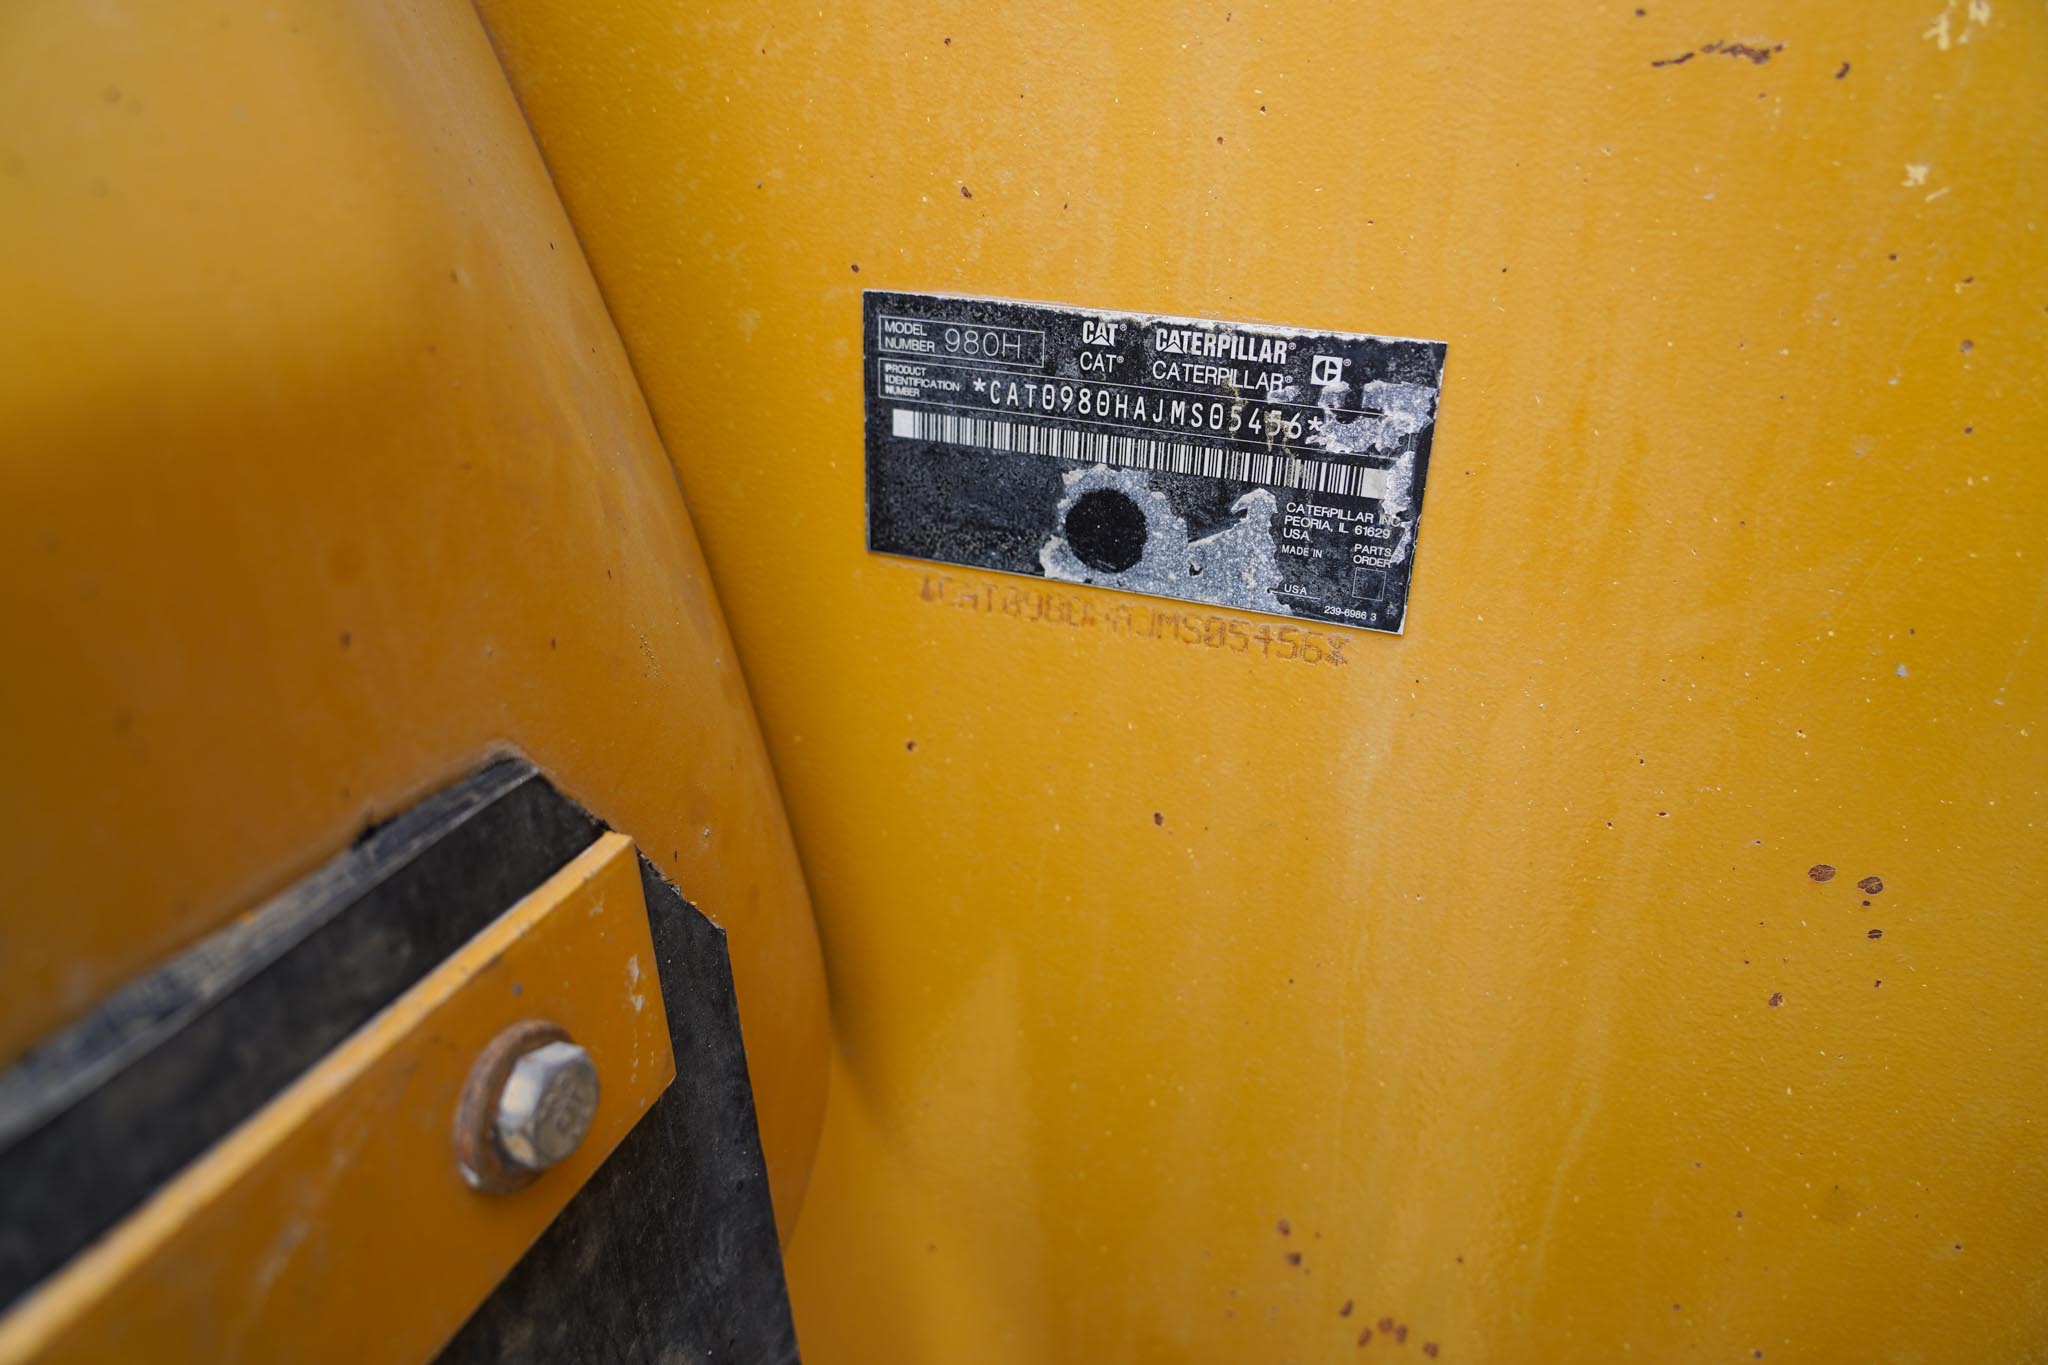 MODEL NUMBER 980H
CAT® CATERPILLAR®
CAT® CATERPILLAR®
PRODUCT IDENTIFICATION NUMBER *CAT0980HAJMS05456*
CATERPILLAR INC.
PEORIA, IL 61629
USA
MADE IN
USA
PARTS
ORDER
239-6986 3
*CAT0980HAJMS05456*